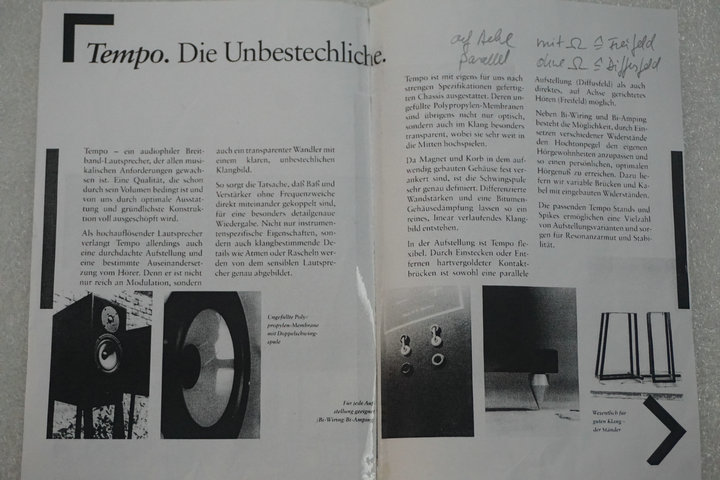 Tempo. Die Unbestechliche.
auf Achse
parallel
mit Ω ≙ Freifeld
ohne Ω ≙ Diffusfeld
Tempo – ein audiophiler Breit-
band-Lautsprecher, der allen musi-
kalischen Anforderungen gewach-
sen ist. Eine Qualität, die schon
durch sein Volumen bedingt ist und
von uns durch optimale Ausstat-
tung und gründlichste Konstruk-
tion voll ausgeschöpft wird.
Als hochauflösender Lautsprecher
verlangt Tempo allerdings auch
eine durchdachte Aufstellung und
eine bestimmte Auseinanderset-
zung vom Hörer. Denn er ist nicht
nur reich an Modulation, sondern
auch ein transparenter Wandler mit
einem klaren, unbestechlichen
Klangbild.
So sorgt die Tatsache, daß Baß und
Verstärker ohne Frequenzweiche
direkt miteinander gekoppelt sind,
für eine besonders detailgenaue
Wiedergabe. Nicht nur instrumen-
tenspezifische Eigenschaften, son-
dern auch klangbestimmende De-
tails wie Atmen oder Rascheln wer-
den von dem sensiblen Lautspre-
cher genau abgebildet.
Tempo ist mit eigens für uns nach
strengen Spezifikationen gefertig-
ten Chassis ausgestattet. Deren un-
gefüllte Polypropylen-Membranen
sind übrigens nicht nur optisch,
sondern auch im Klang besonders
transparent, wobei sie sehr weit in
die Mitten hochspielen.
Da Magnet und Korb in dem auf-
wendig gebauten Gehäuse fest ver-
ankert sind, ist die Schwingspule
sehr genau definiert. Differenzierte
Wandstärken und eine Bitumen-
Gehäusedämpfung lassen so ein
reines, linear verlaufendes Klang-
bild entstehen.
In der Aufstellung ist Tempo fle-
xibel. Durch Einstecken oder Ent-
fernen hartvergoldeter Kontakt-
brücken ist sowohl eine parallele
Aufstellung (Diffusfeld) als auch
direktes, auf Achse gerichtetes
Hören (Freifeld) möglich.
Neben Bi-Wiring und Bi-Amping
besteht die Möglichkeit, durch Ein-
setzen verschiedener Widerstände
den Hochtonpegel den eigenen
Hörgewohnheiten anzupassen und
so einen persönlichen, optimalen
Hörgenuß zu erreichen. Dazu lie-
fern wir variable Brücken und Ka-
bel mit eingebauten Widerständen.
Die passenden Tempo Stands und
Spikes ermöglichen eine Vielzahl
von Aufstellungsvarianten und sor-
gen für Resonanzarmut und Stabi-
lität.
Ungefüllte Poly-
propylen-Membrane
mit Doppelschwing-
spule
Für jede Auf-
stellung geeignet
(Bi-Wiring/Bi-Amping)
Wesentlich für
guten Klang –
der Ständer